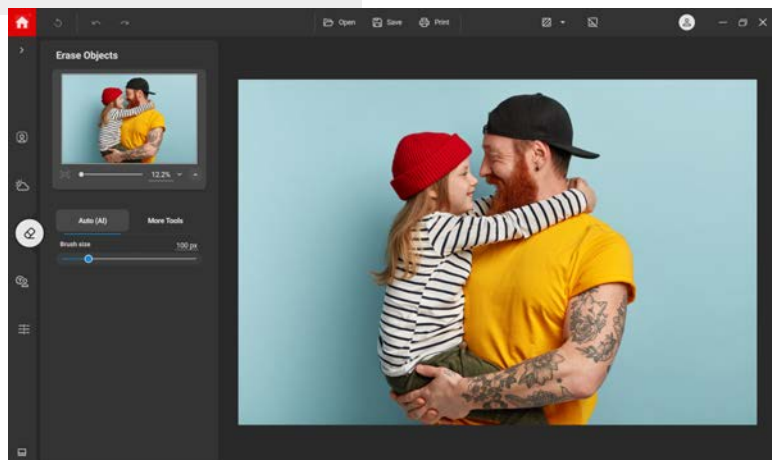 Open Save Print
Erase Objects
12.2%
Auto (AI) More Tools
Brush size 100 px